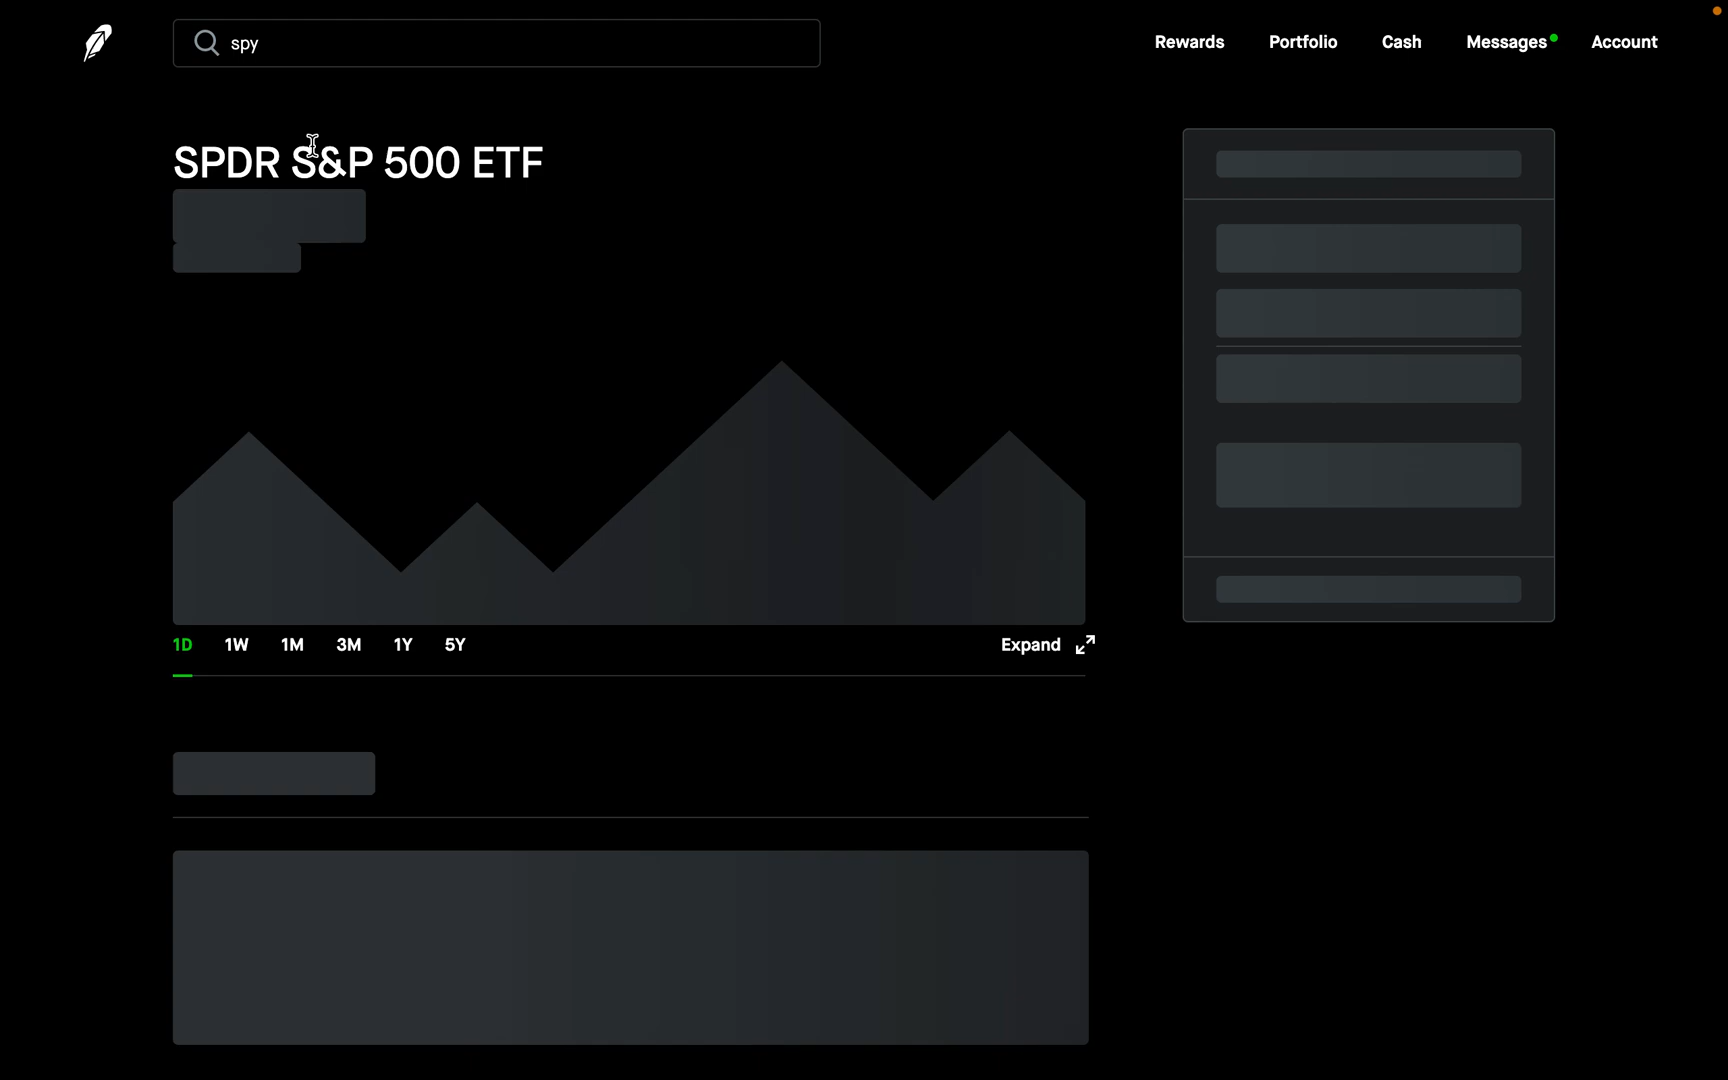 spy
Rewards Portfolio Cash Messages Account
SPDR S&P 500 ETF
1D 1W 1M 3M 1Y 5Y Expand